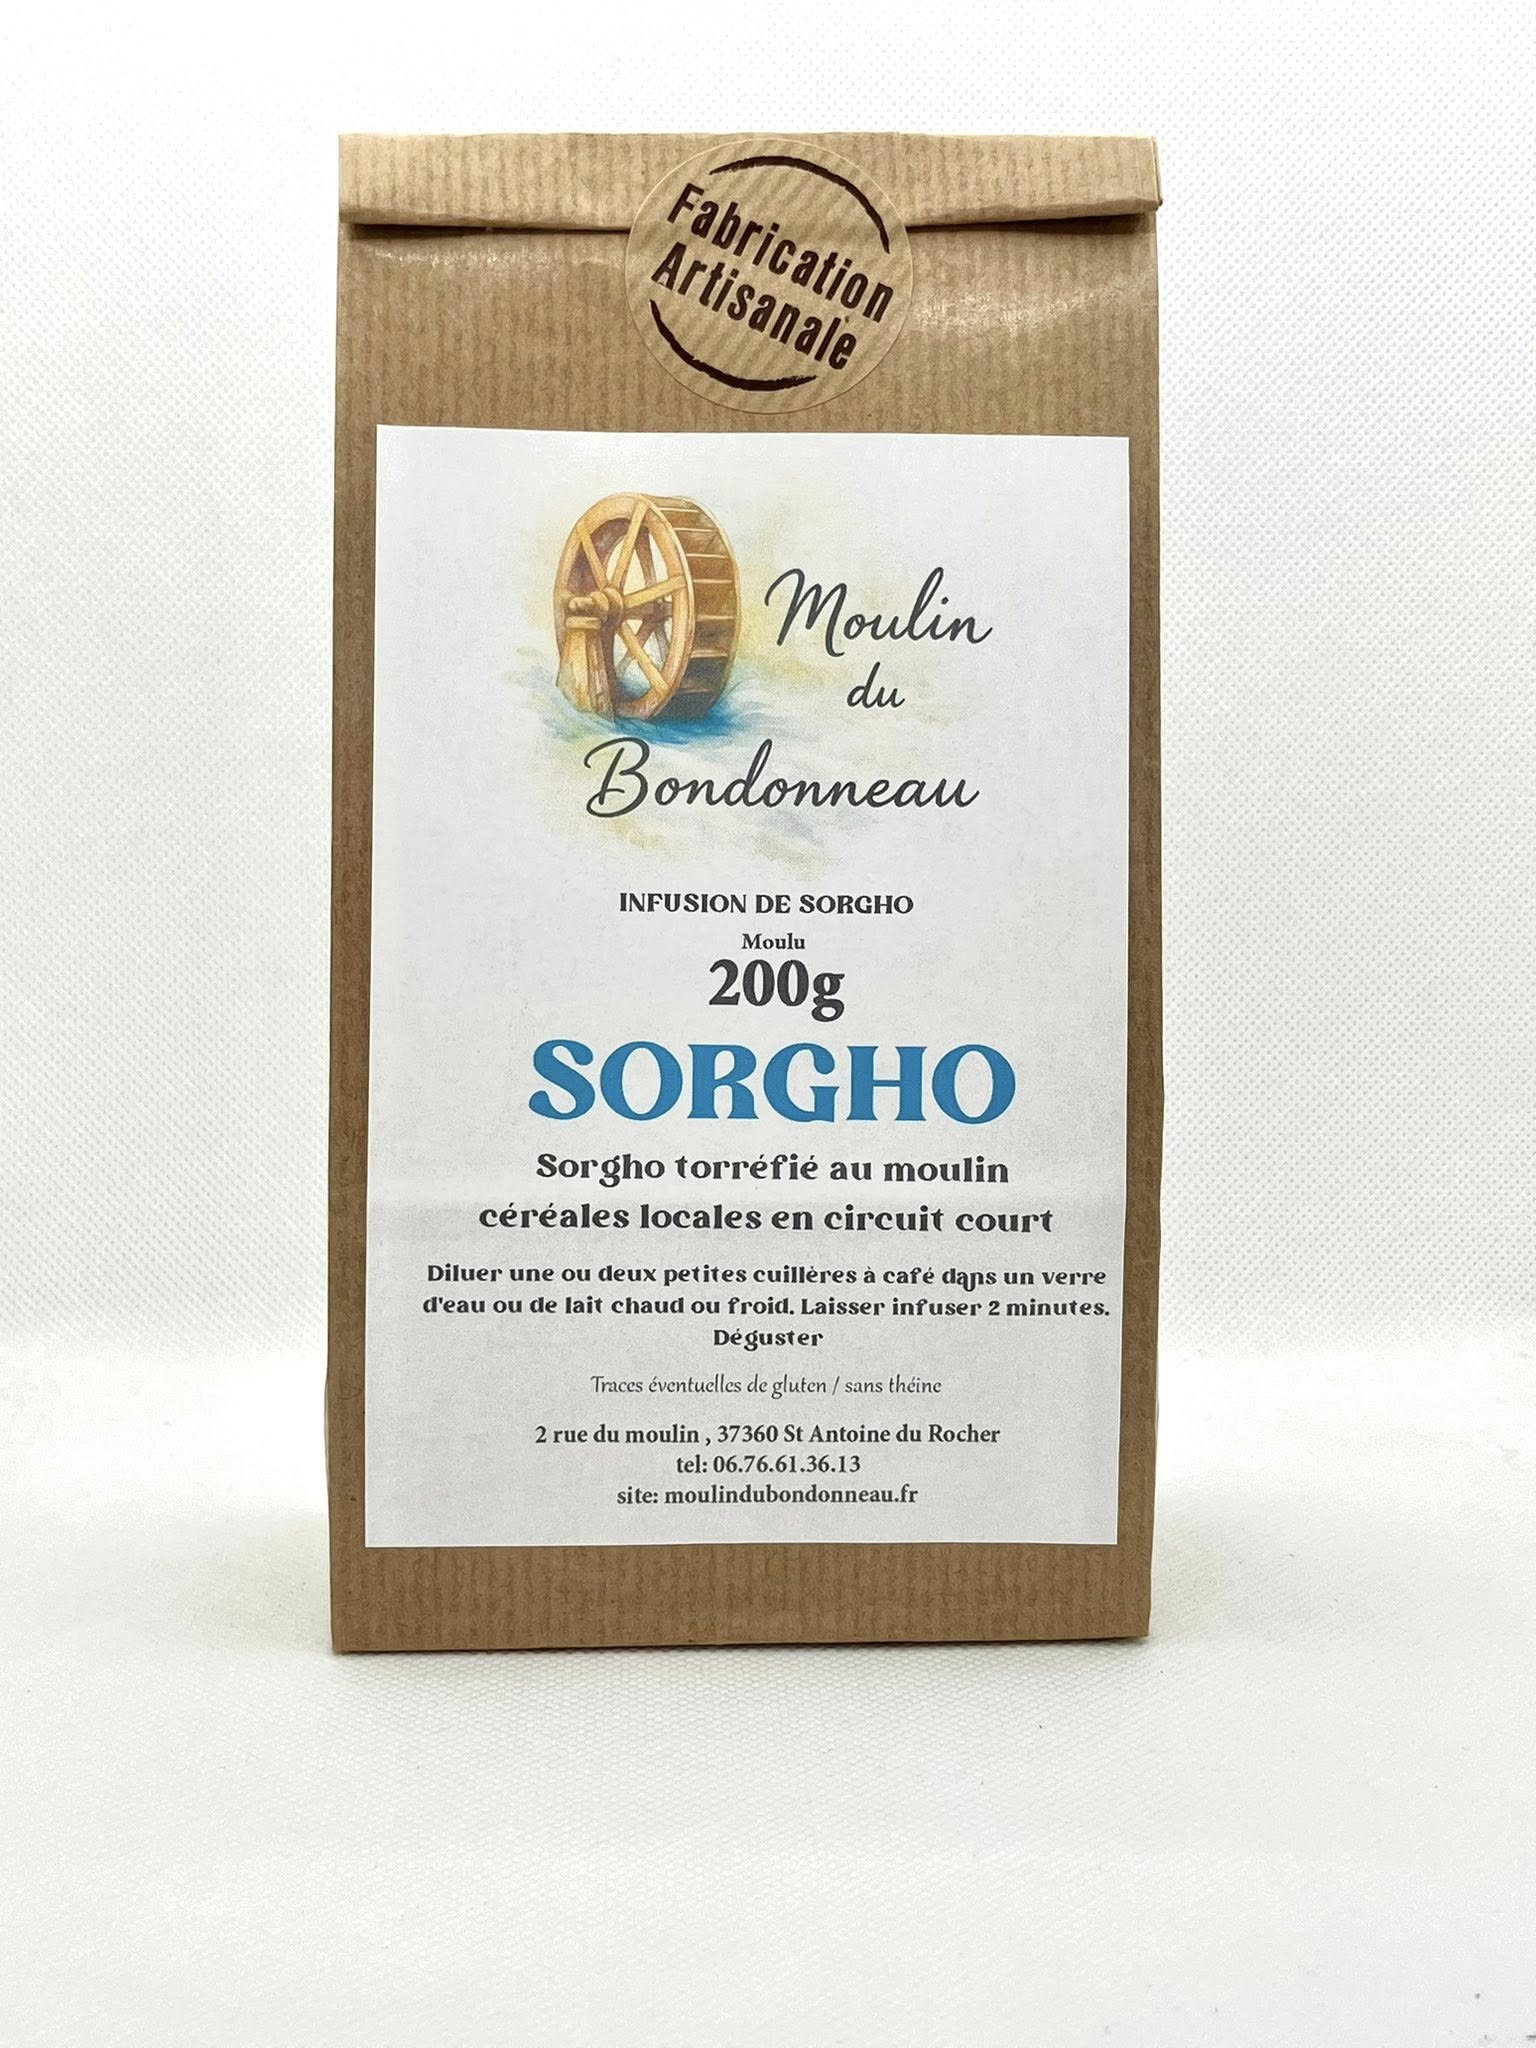 Fabrication
Artisanale
Moulin
du
Bondonneau
INFUSION DE SORGHO
Moulu
200g
SORGHO
Sorgho torréfié au moulin
céréales locales en circuit court
Diluer une ou deux petites cuillères à café dans un verre
d'eau ou de lait chaud ou froid. Laisser infuser 2 minutes.
Déguster
Traces éventuelles de gluten / sans théine
2 rue du moulin , 37360 St Antoine du Rocher
tel: 06.76.61.36.13
site: moulindubondonneau.fr